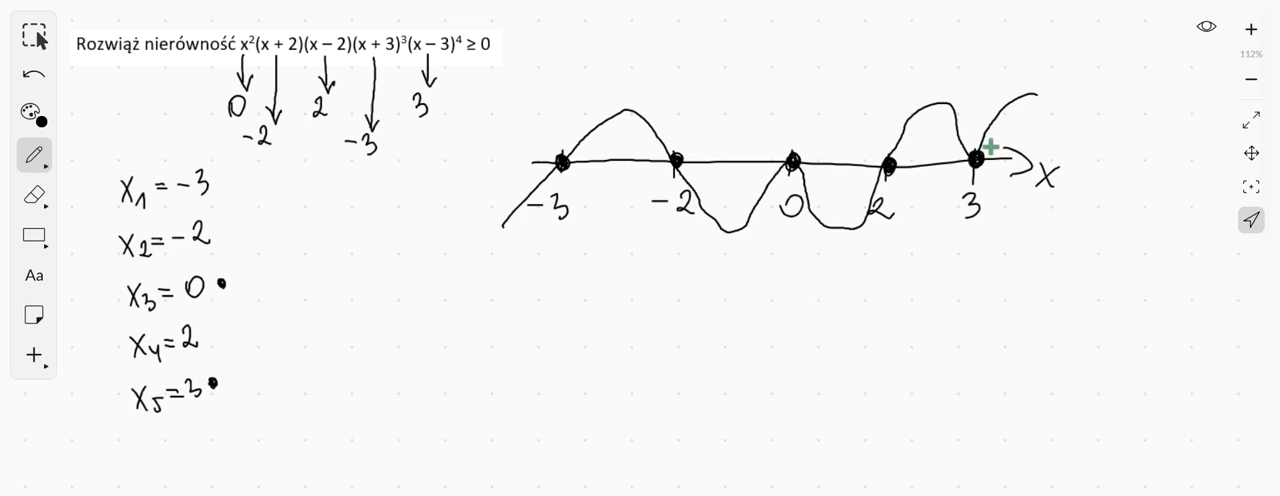 Rozwiąż nierówność x²(x + 2)(x – 2)(x + 3)³(x – 3)⁴ ≥ 0
112%
0 2 3
-2 -3
x₁ = -3
x₂ = -2
x₃ = 0
x₄ = 2
x₅ = 3
-3 -2 0 2 3 x
Aa